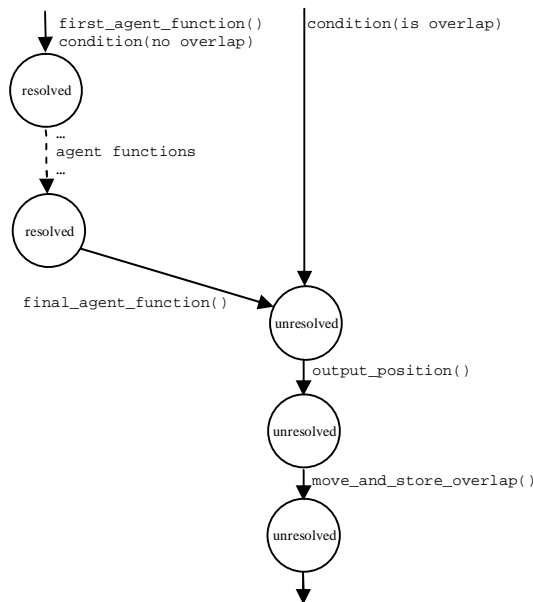 first_agent_function()
condition(no overlap)
condition(is overlap)
resolved
…
agent functions
…
resolved
final_agent_function()
unresolved
output_position()
unresolved
move_and_store_overlap()
unresolved